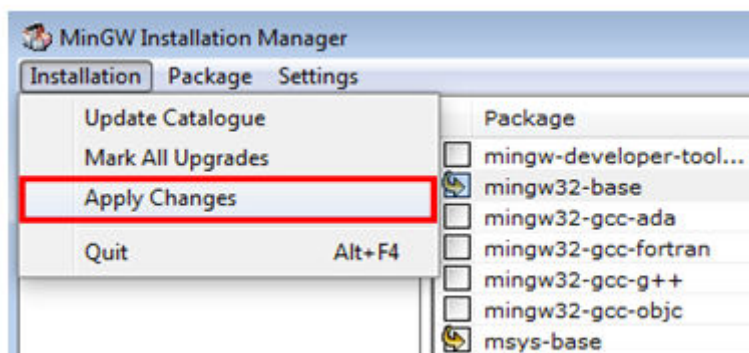 MinGW Installation Manager
Installation Package Settings
Update Catalogue
Mark All Upgrades
Apply Changes
Quit Alt+F4
Package
mingw-developer-tool...
mingw32-base
mingw32-gcc-ada
mingw32-gcc-fortran
mingw32-gcc-g++
mingw32-gcc-objc
msys-base